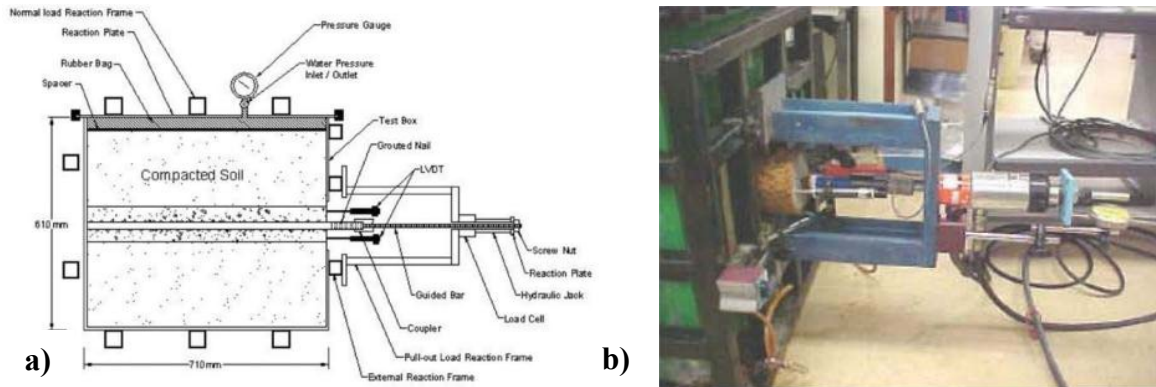 Normal load Reaction Frame
Reaction Plate
Rubber Bag
Spacer
Pressure Gauge
Water Pressure
Inlet / Outlet
Test Box
Grouted Nail
LVDT
Compacted Soil
610mm
Screw Nut
Reaction Plate
Hydraulic Jack
Load Cell
Guided Bar
Coupler
Pull-out Load Reaction Frame
External Reaction Frame
710mm
a)
b)